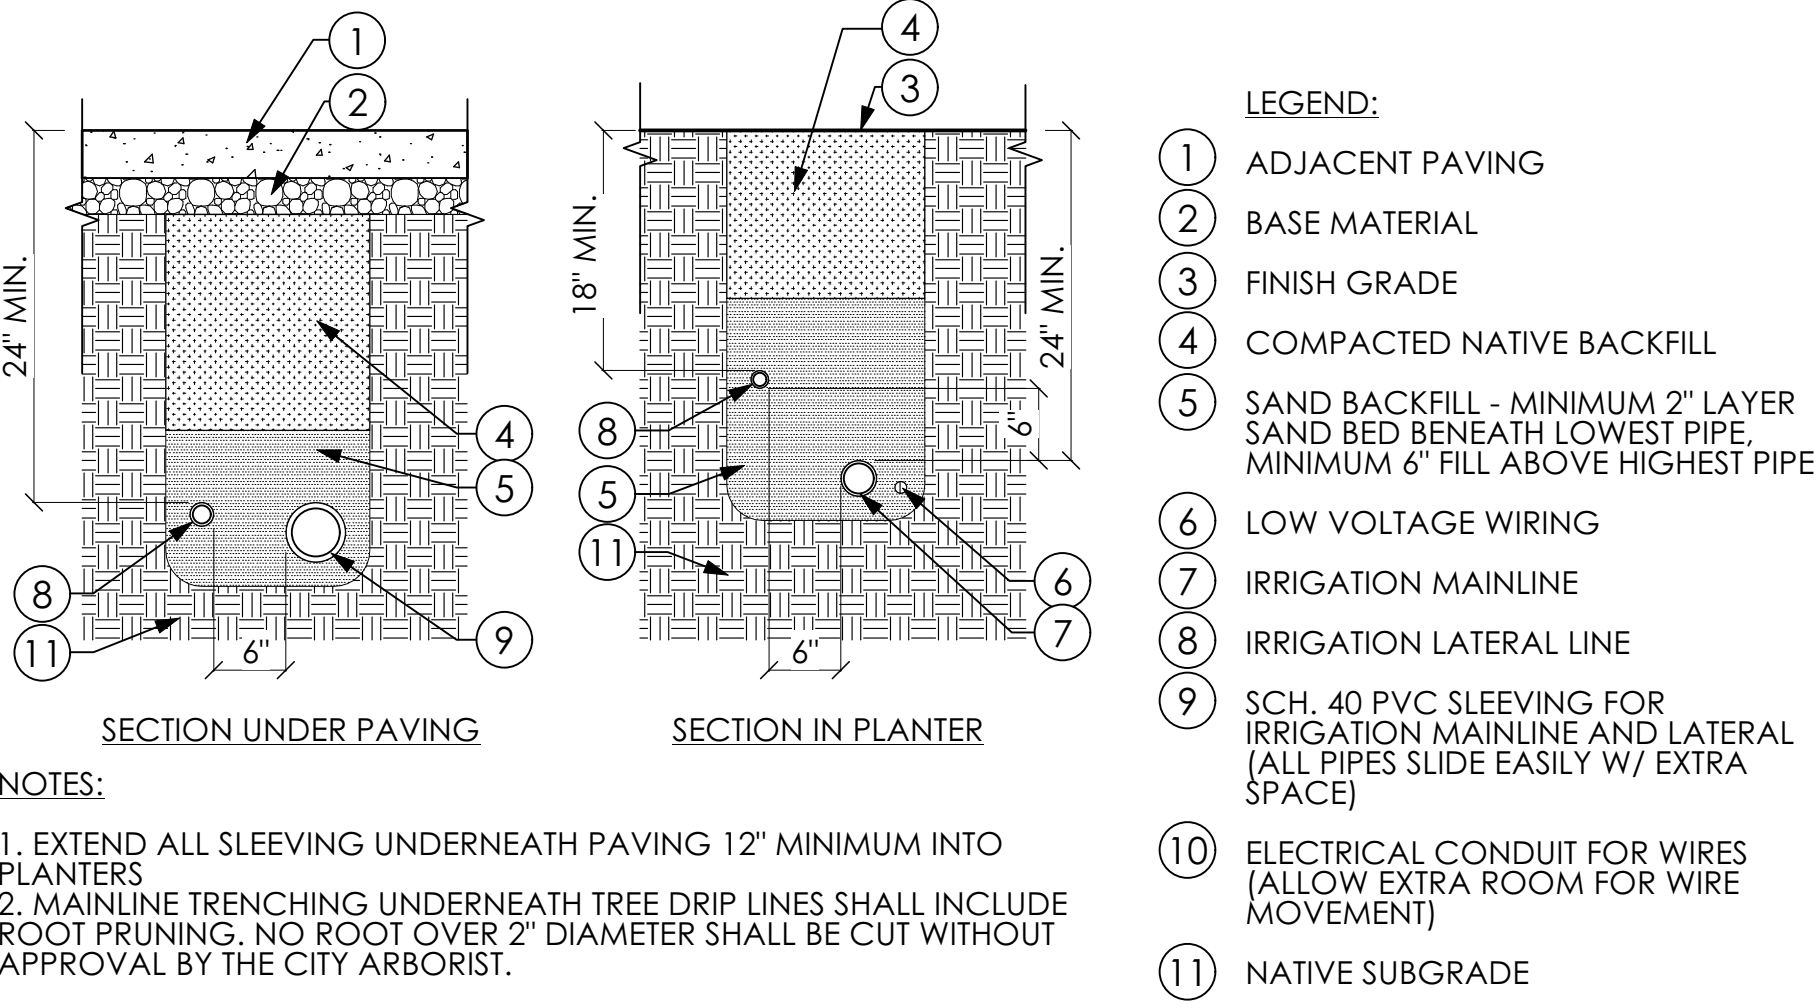 1
2
24" MIN.
4
5
8
11
9
6"
SECTION UNDER PAVING
4
3
18" MIN.
24" MIN.
6"
8
5
11
6
7
6"
SECTION IN PLANTER
NOTES:
1. EXTEND ALL SLEEVING UNDERNEATH PAVING 12" MINIMUM INTO
PLANTERS
2. MAINLINE TRENCHING UNDERNEATH TREE DRIP LINES SHALL INCLUDE
ROOT PRUNING. NO ROOT OVER 2" DIAMETER SHALL BE CUT WITHOUT
APPROVAL BY THE CITY ARBORIST.
LEGEND:
1 ADJACENT PAVING
2 BASE MATERIAL
3 FINISH GRADE
4 COMPACTED NATIVE BACKFILL
5 SAND BACKFILL - MINIMUM 2" LAYER
SAND BED BENEATH LOWEST PIPE,
MINIMUM 6" FILL ABOVE HIGHEST PIPE
6 LOW VOLTAGE WIRING
7 IRRIGATION MAINLINE
8 IRRIGATION LATERAL LINE
9 SCH. 40 PVC SLEEVING FOR
IRRIGATION MAINLINE AND LATERAL
(ALL PIPES SLIDE EASILY W/ EXTRA
SPACE)
10 ELECTRICAL CONDUIT FOR WIRES
(ALLOW EXTRA ROOM FOR WIRE
MOVEMENT)
11 NATIVE SUBGRADE